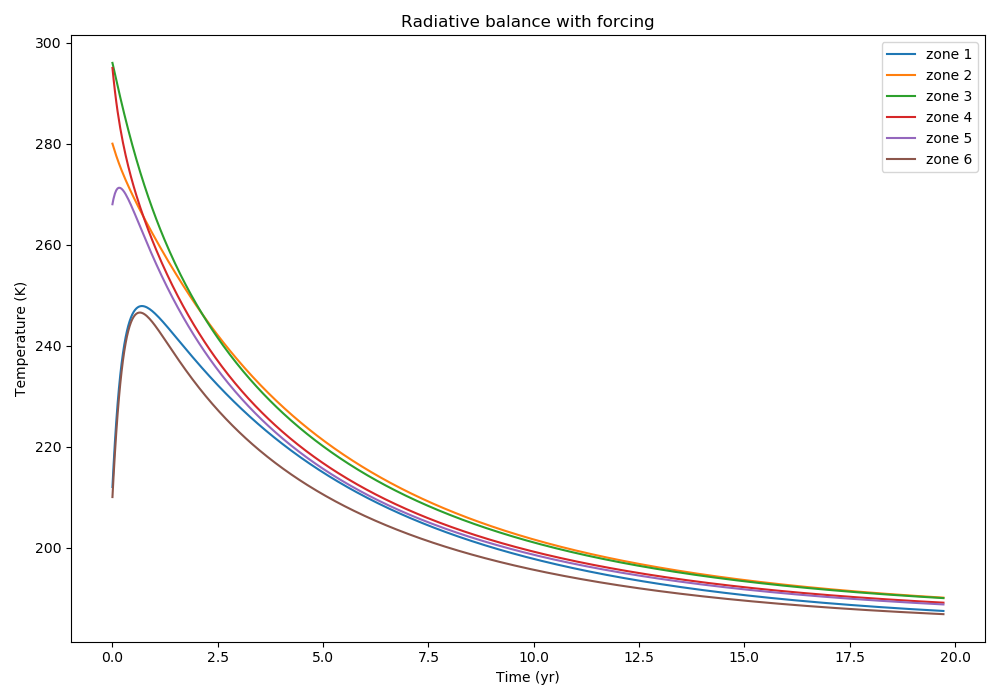 Radiative balance with forcing
zone 1
zone 2
zone 3
zone 4
zone 5
zone 6
300
280
260
240
220
200
Temperature (K)
0.0 2.5 5.0 7.5 10.0 12.5 15.0 17.5 20.0
Time (yr)